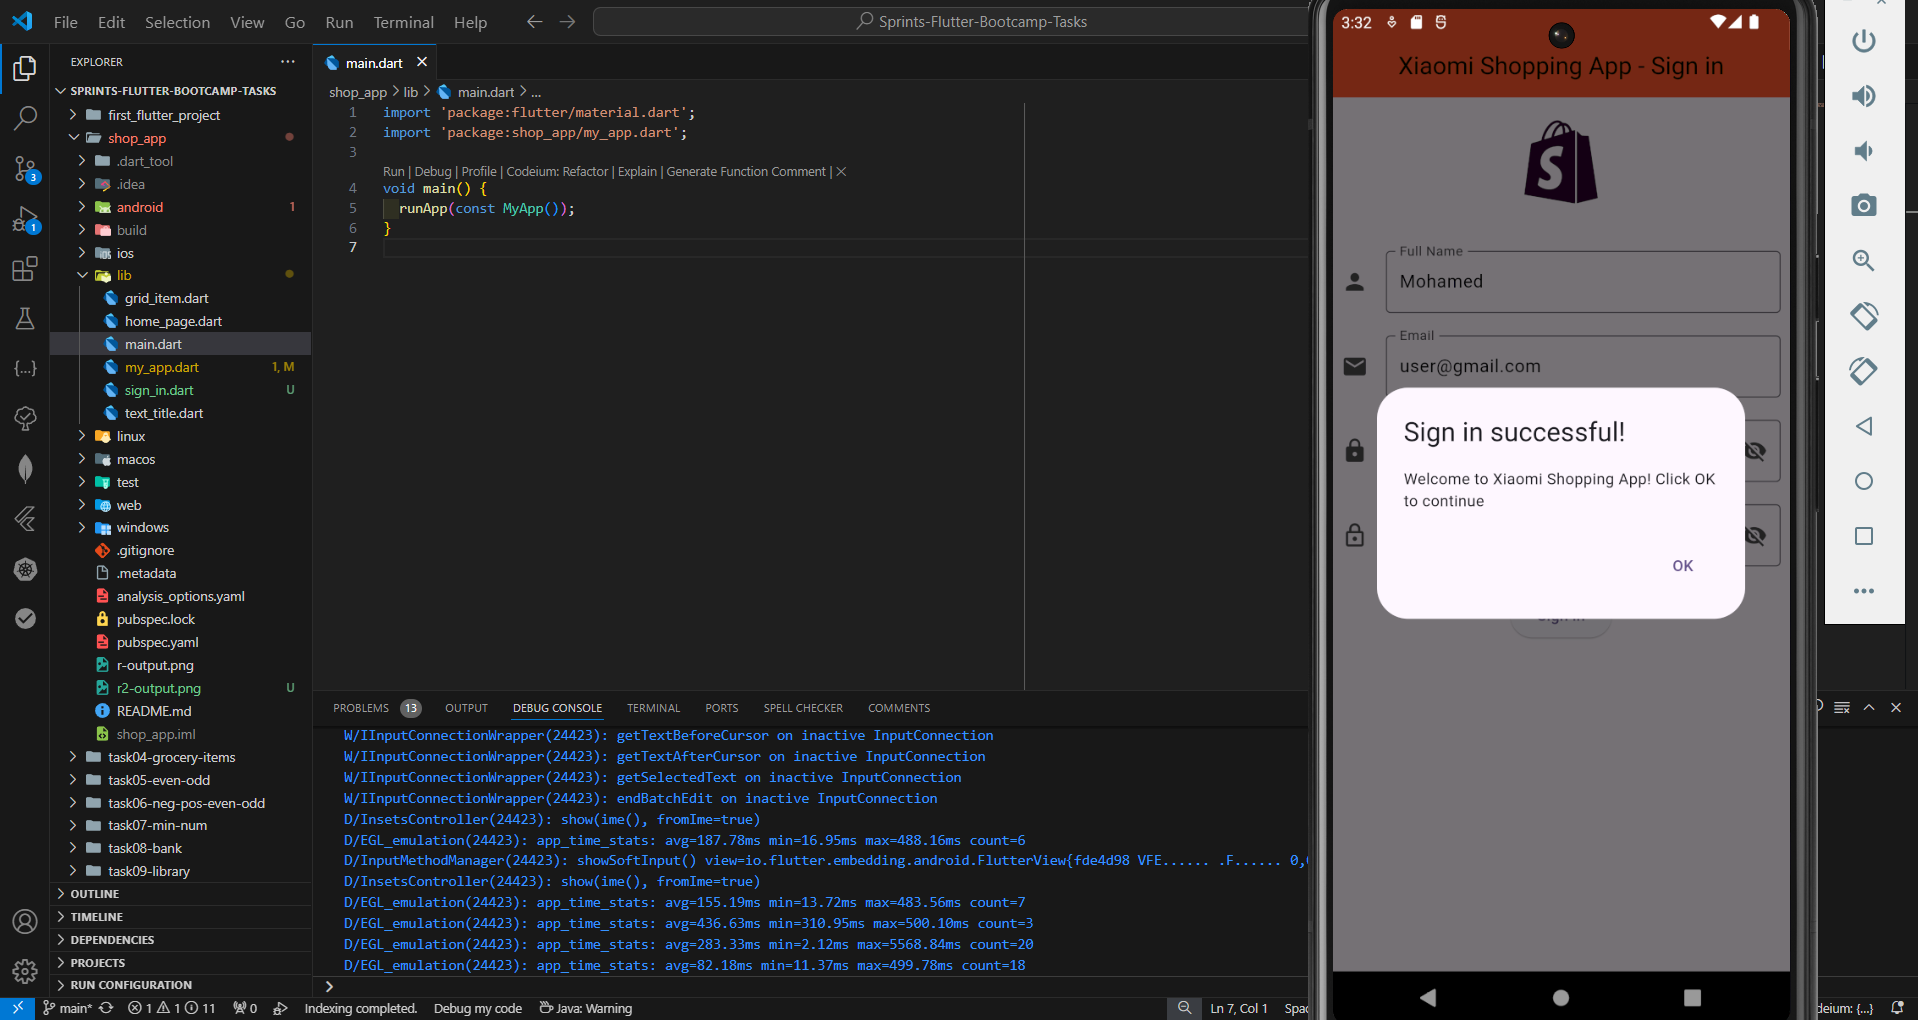 File Edit Selection View Go Run Terminal Help
Sprints-Flutter-Bootcamp-Tasks
EXPLORER
SPRINTS-FLUTTER-BOOTCAMP-TASKS
first_flutter_project
shop_app
.dart_tool
.idea
android 1
build
ios
lib
grid_item.dart
home_page.dart
main.dart
my_app.dart 1, M
sign_in.dart U
text_title.dart
linux
macos
test
web
windows
.gitignore
.metadata
analysis_options.yaml
pubspec.lock
pubspec.yaml
r-output.png
r2-output.png U
README.md
shop_app.iml
task04-grocery-items
task05-even-odd
task06-neg-pos-even-odd
task07-min-num
task08-bank
task09-library
OUTLINE
TIMELINE
DEPENDENCIES
PROJECTS
RUN CONFIGURATION
3
1
main.dart
shop_app > lib > main.dart > ...
1 import 'package:flutter/material.dart';
2 import 'package:shop_app/my_app.dart';
3
Run | Debug | Profile | Codeium: Refactor | Explain | Generate Function Comment | ×
4 void main() {
5 runApp(const MyApp());
6 }
7
PROBLEMS 13 OUTPUT DEBUG CONSOLE TERMINAL PORTS SPELL CHECKER COMMENTS
W/IInputConnectionWrapper(24423): getTextBeforeCursor on inactive InputConnection
W/IInputConnectionWrapper(24423): getTextAfterCursor on inactive InputConnection
W/IInputConnectionWrapper(24423): getSelectedText on inactive InputConnection
W/IInputConnectionWrapper(24423): endBatchEdit on inactive InputConnection
D/InsetsController(24423): show(ime(), fromIme=true)
D/EGL_emulation(24423): app_time_stats: avg=187.78ms min=16.95ms max=488.16ms count=6
D/InputMethodManager(24423): showSoftInput() view=io.flutter.embedding.android.FlutterView{fde4d98 VFE...... .F...... 0,
D/InsetsController(24423): show(ime(), fromIme=true)
D/EGL_emulation(24423): app_time_stats: avg=155.19ms min=13.72ms max=483.56ms count=7
D/EGL_emulation(24423): app_time_stats: avg=436.63ms min=310.95ms max=500.10ms count=3
D/EGL_emulation(24423): app_time_stats: avg=283.33ms min=2.12ms max=5568.84ms count=20
D/EGL_emulation(24423): app_time_stats: avg=82.18ms min=11.37ms max=499.78ms count=18
main* 1 1 11 0 Indexing completed. Debug my code Java: Warning Ln 7, Col 1 Spac deium: {...}
3:32
Xiaomi Shopping App - Sign in
S
Full Name
Mohamed
Email
user@gmail.com
Sign in successful!
Welcome to Xiaomi Shopping App! Click OK
to continue
OK
Sign in